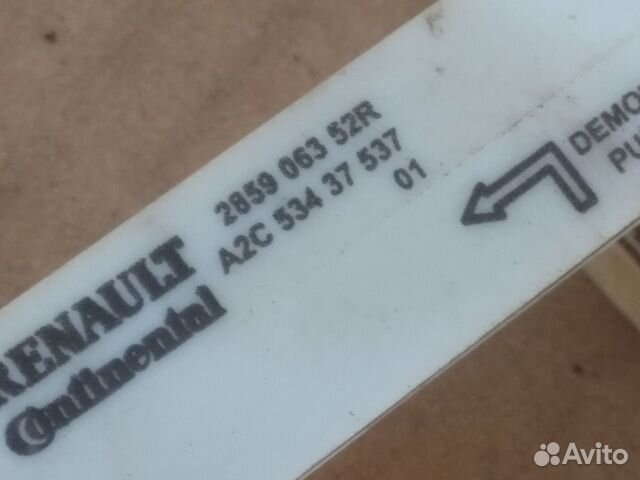 RENAULT
Continental
2859 063 52R
A2C 534 37 537
01
Avito